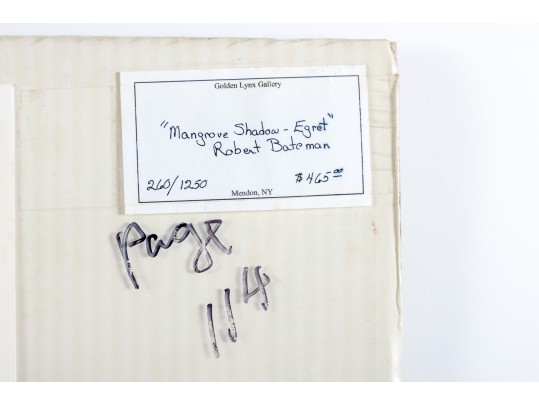 Golden Lynx Gallery
"Mangrove Shadow - Egret"
Robert Bateman
260/1250
$465.00
Mendon, NY
Page
114